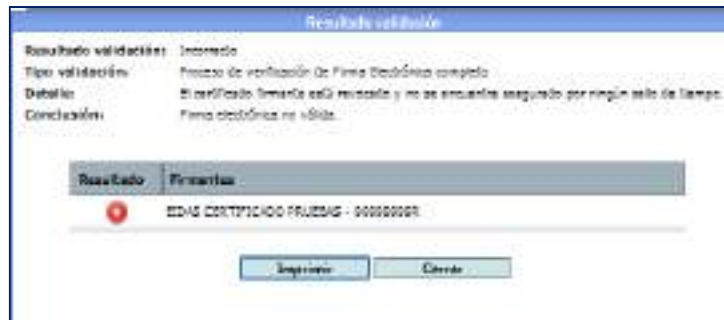 Resultado validación
Resultado validación: Incorrecto
Tipo validación: Proceso de verificación de Firma Electrónica completo
Detalle: El certificado firmante está revocado y no se encuentra asegurado por ningún sello de tiempo.
Conclusión: Firma electrónica no válida.
Resultado Firmantes
EIDAS CERTIFICADO PRUEBAS - 99999999R
Imprimir Cerrar